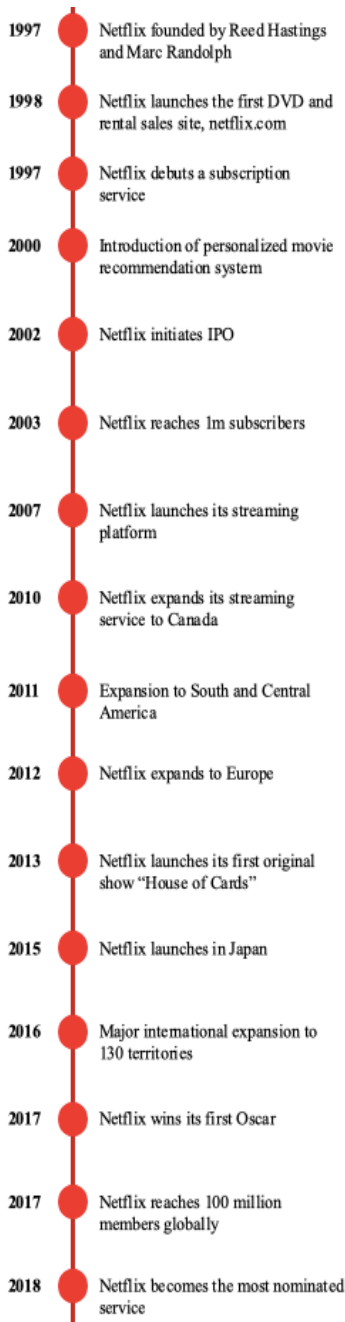 1997 Netflix founded by Reed Hastings
and Marc Randolph
1998 Netflix launches the first DVD and
rental sales site, netflix.com
1997 Netflix debuts a subscription
service
2000 Introduction of personalized movie
recommendation system
2002 Netflix initiates IPO
2003 Netflix reaches 1m subscribers
2007 Netflix launches its streaming
platform
2010 Netflix expands its streaming
service to Canada
2011 Expansion to South and Central
America
2012 Netflix expands to Europe
2013 Netflix launches its first original
show “House of Cards”
2015 Netflix launches in Japan
2016 Major international expansion to
130 territories
2017 Netflix wins its first Oscar
2017 Netflix reaches 100 million
members globally
2018 Netflix becomes the most nominated
service